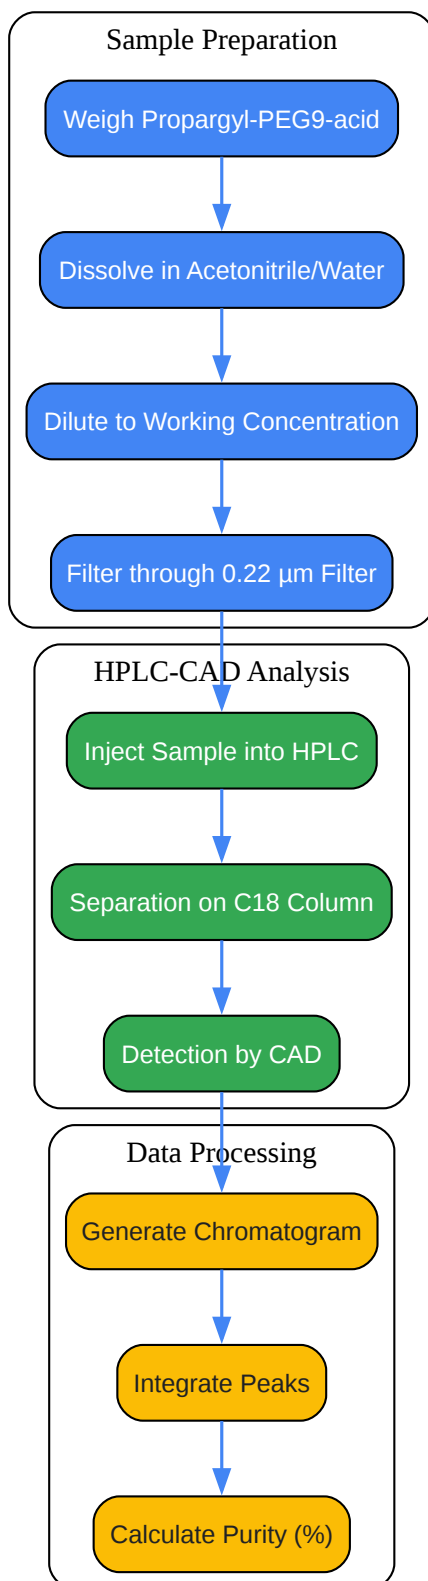 Sample Preparation
Weigh Propargyl-PEG9-acid
Dissolve in Acetonitrile/Water
Dilute to Working Concentration
Filter through 0.22 µm Filter
HPLC-CAD Analysis
Inject Sample into HPLC
Separation on C18 Column
Detection by CAD
Data Processing
Generate Chromatogram
Integrate Peaks
Calculate Purity (%)